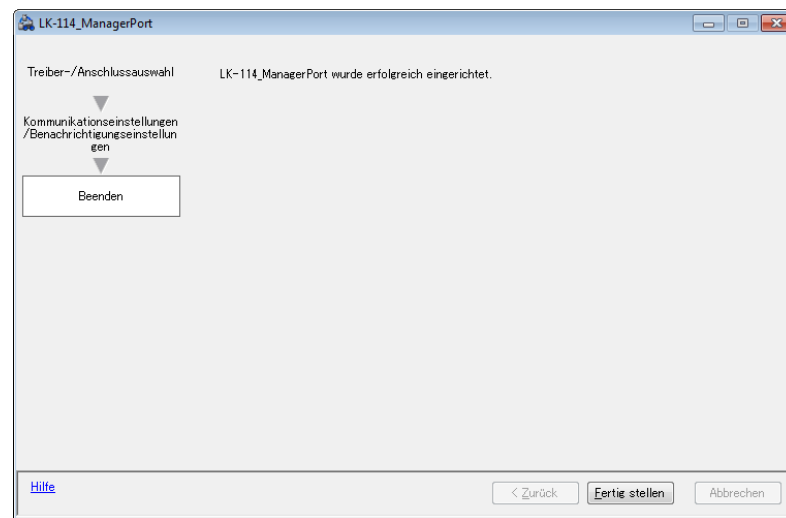 LK-114_ManagerPort
Treiber-/Anschlussauswahl
LK-114_ManagerPort wurde erfolgreich eingerichtet.
Kommunikationseinstellungen
/Benachrichtigungseinstellun
gen
Beenden
Hilfe
< Zurück
Fertig stellen
Abbrechen